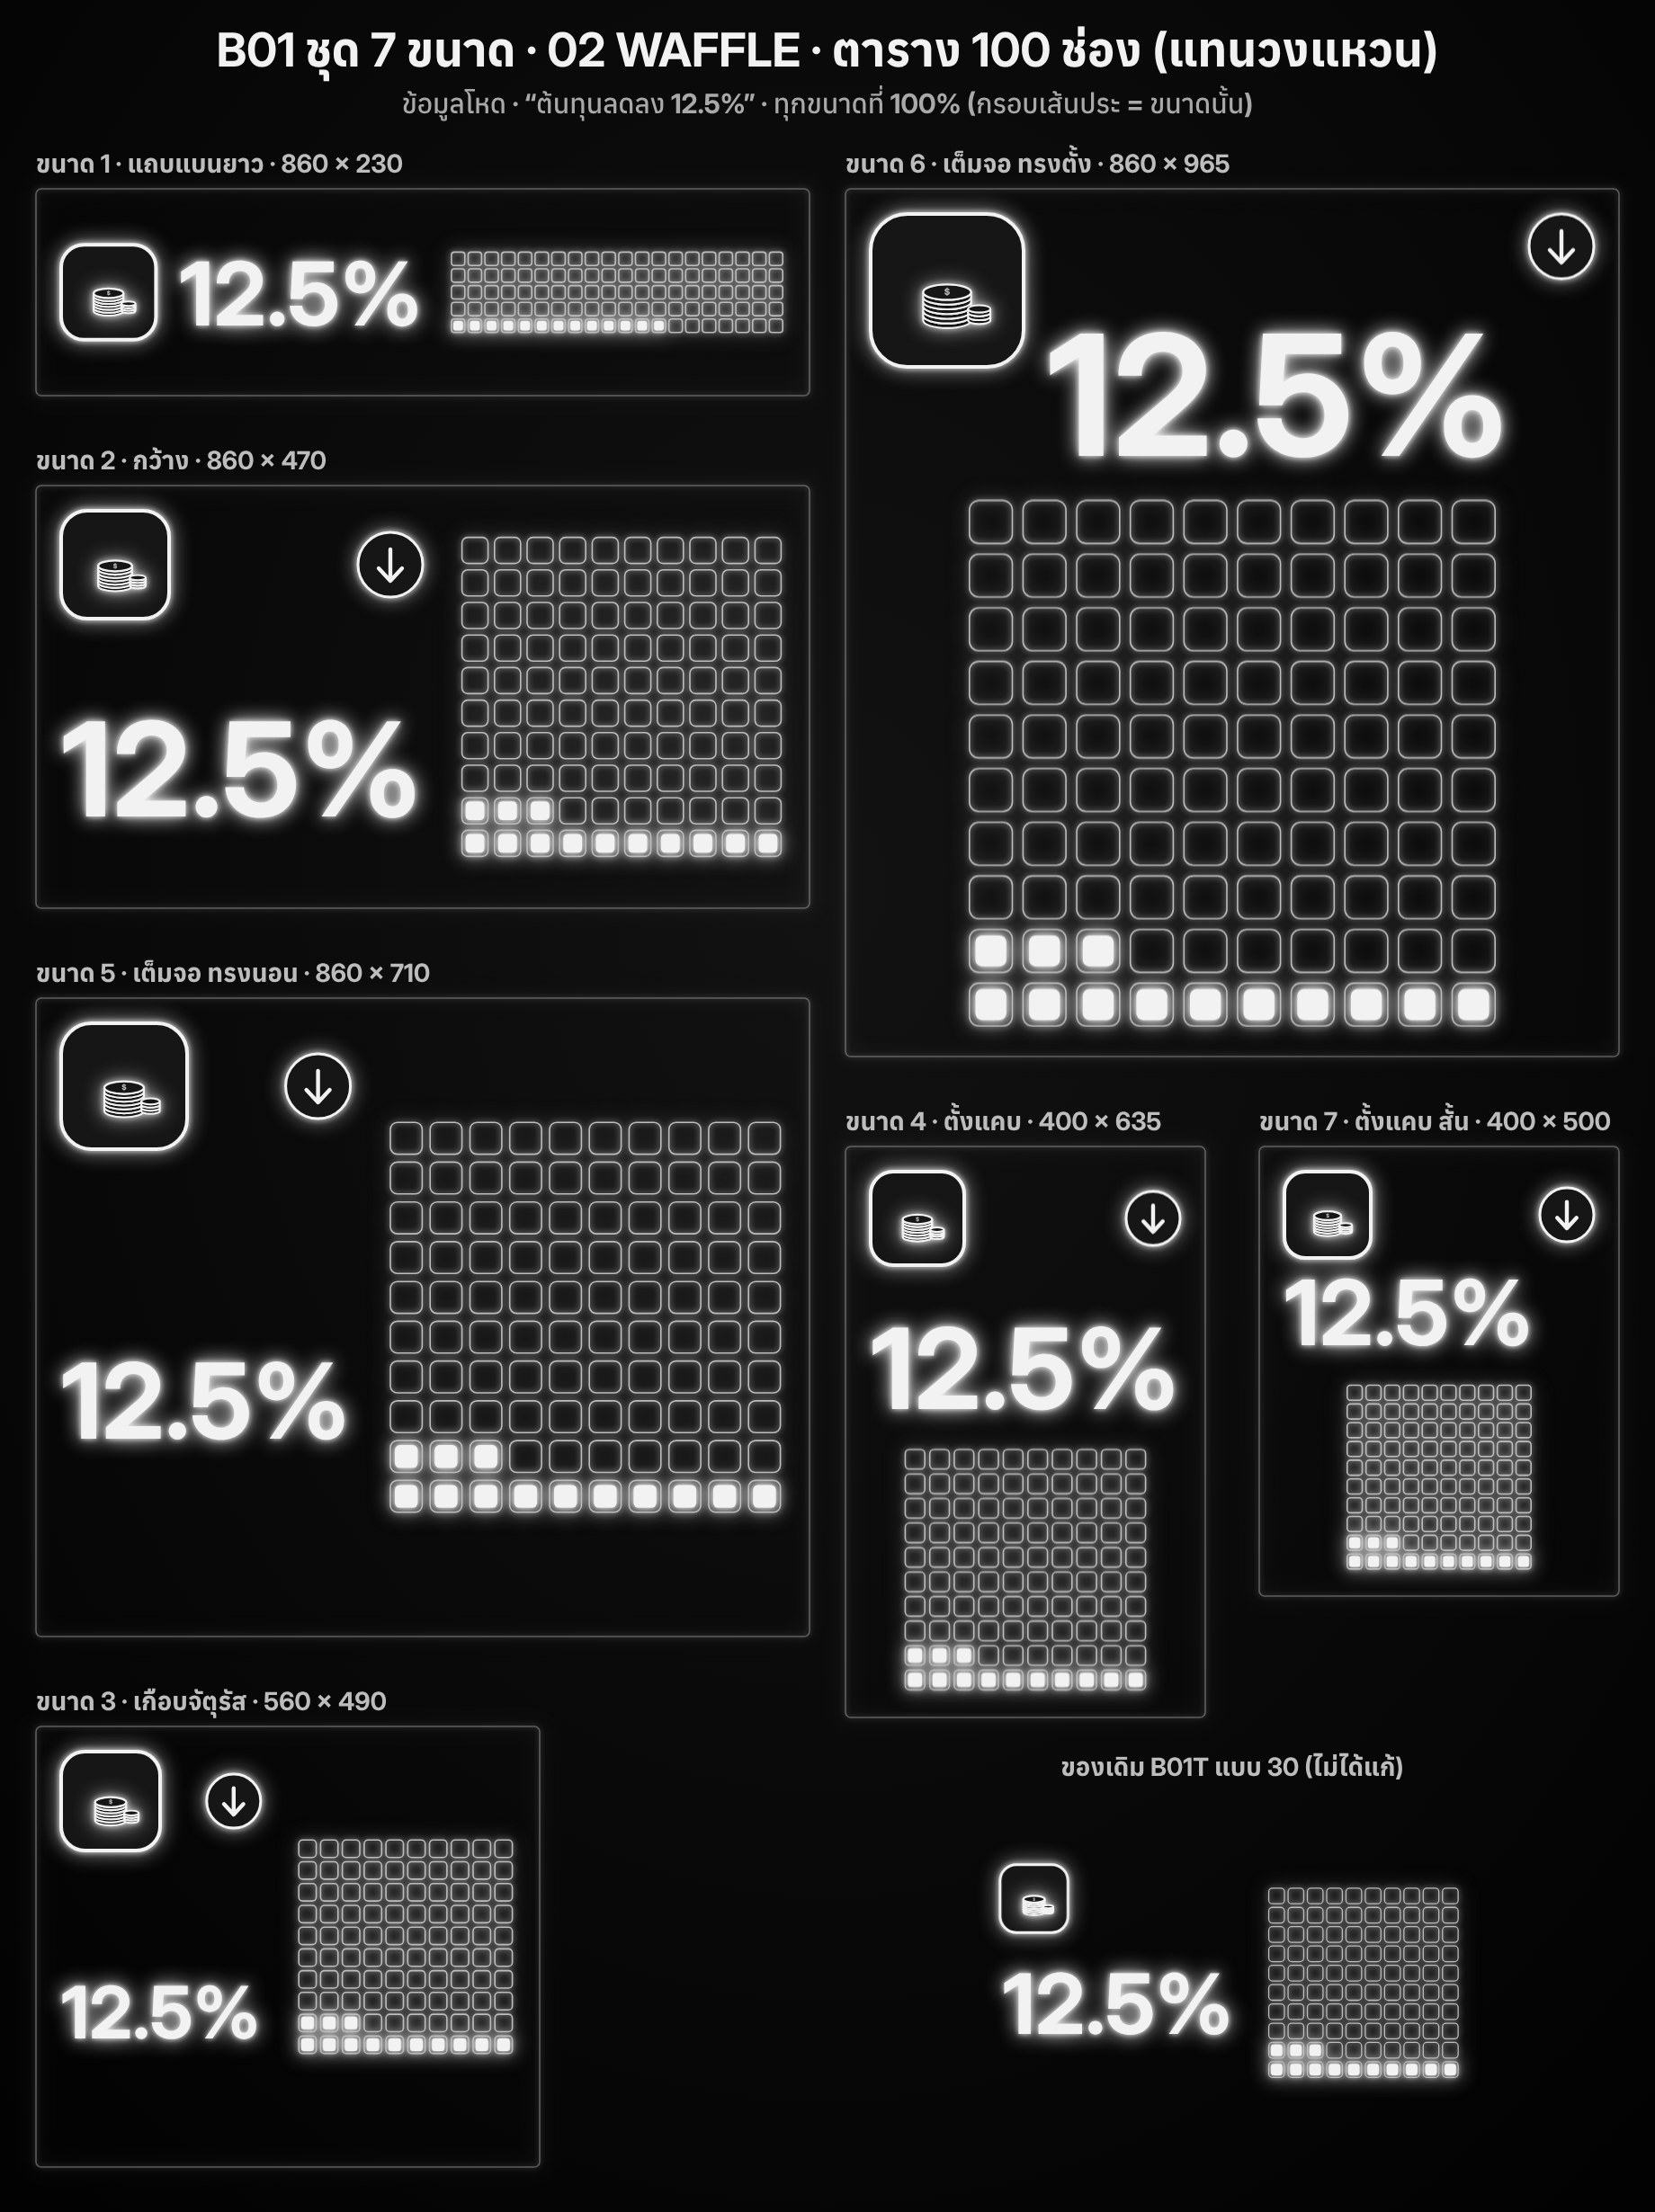 B01 ชุด 7 ขนาด · 02 WAFFLE · ตาราง 100 ช่อง (แทนวงแหวน)
ข้อมูลโหด · “ต้นทุนลดลง 12.5%” · ทุกขนาดที่ 100% (กรอบเส้นประ = ขนาดนั้น)
ขนาด 1 · แถบแบนยาว · 860 × 230
$
12.5%
ขนาด 2 · กว้าง · 860 × 470
$
12.5%
ขนาด 5 · เต็มจอ ทรงนอน · 860 × 710
$
12.5%
ขนาด 3 · เกือบจัตุรัส · 560 × 490
$
12.5%
ขนาด 6 · เต็มจอ ทรงตั้ง · 860 × 965
$
12.5%
ขนาด 4 · ตั้งแคบ · 400 × 635
$
12.5%
ขนาด 7 · ตั้งแคบ สั้น · 400 × 500
$
12.5%
ของเดิม B01T แบบ 30 (ไม่ได้แก้)
$
12.5%